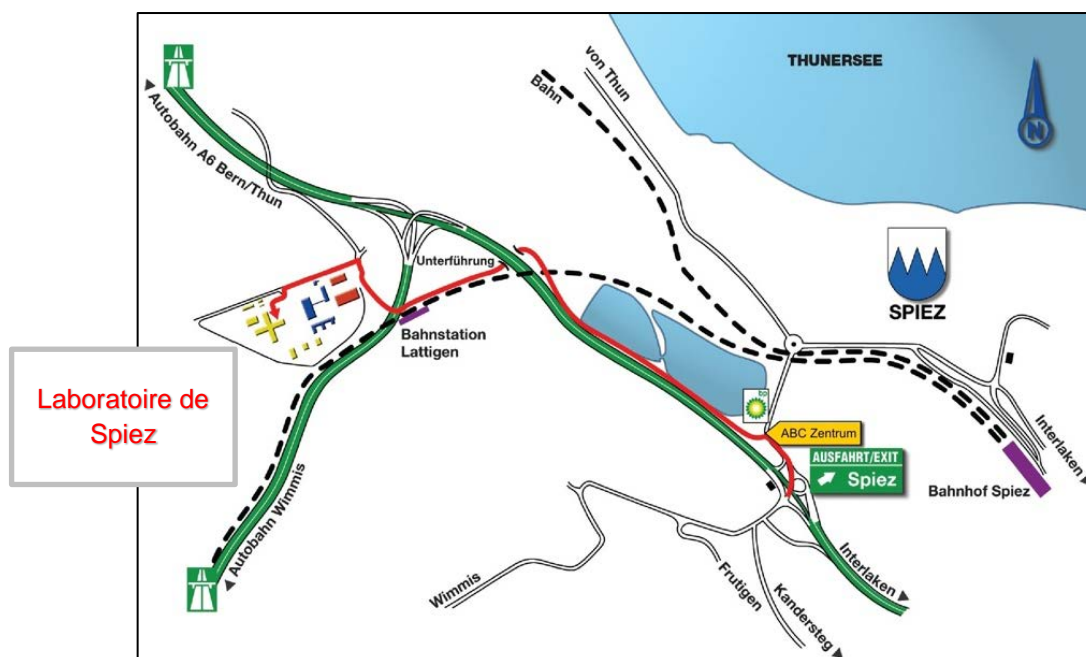 THUNERSEE
von Thun
Bahn
Autobahn A6 Bern/Thun
N
SPIEZ
Unterführung
Bahnstation
Lattigen
Laboratoire de
Spiez
bp
ABC Zentrum
AUSFAHRT/EXIT
Spiez
Interlaken
Bahnhof Spiez
Autobahn Wimmis
Wimmis
Frutigen
Kandersteg
Interlaken